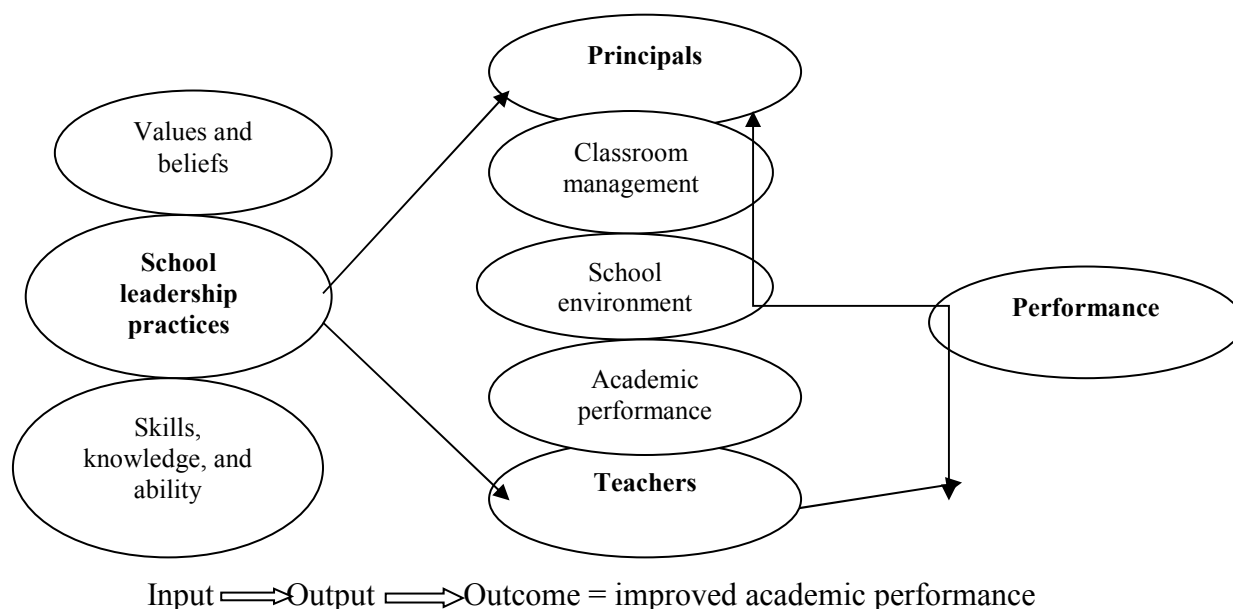 Values and
beliefs
School
leadership
practices
Skills,
knowledge, and
ability
Principals
Classroom
management
School
environment
Academic
performance
Teachers
Performance
Input Output Outcome = improved academic performance